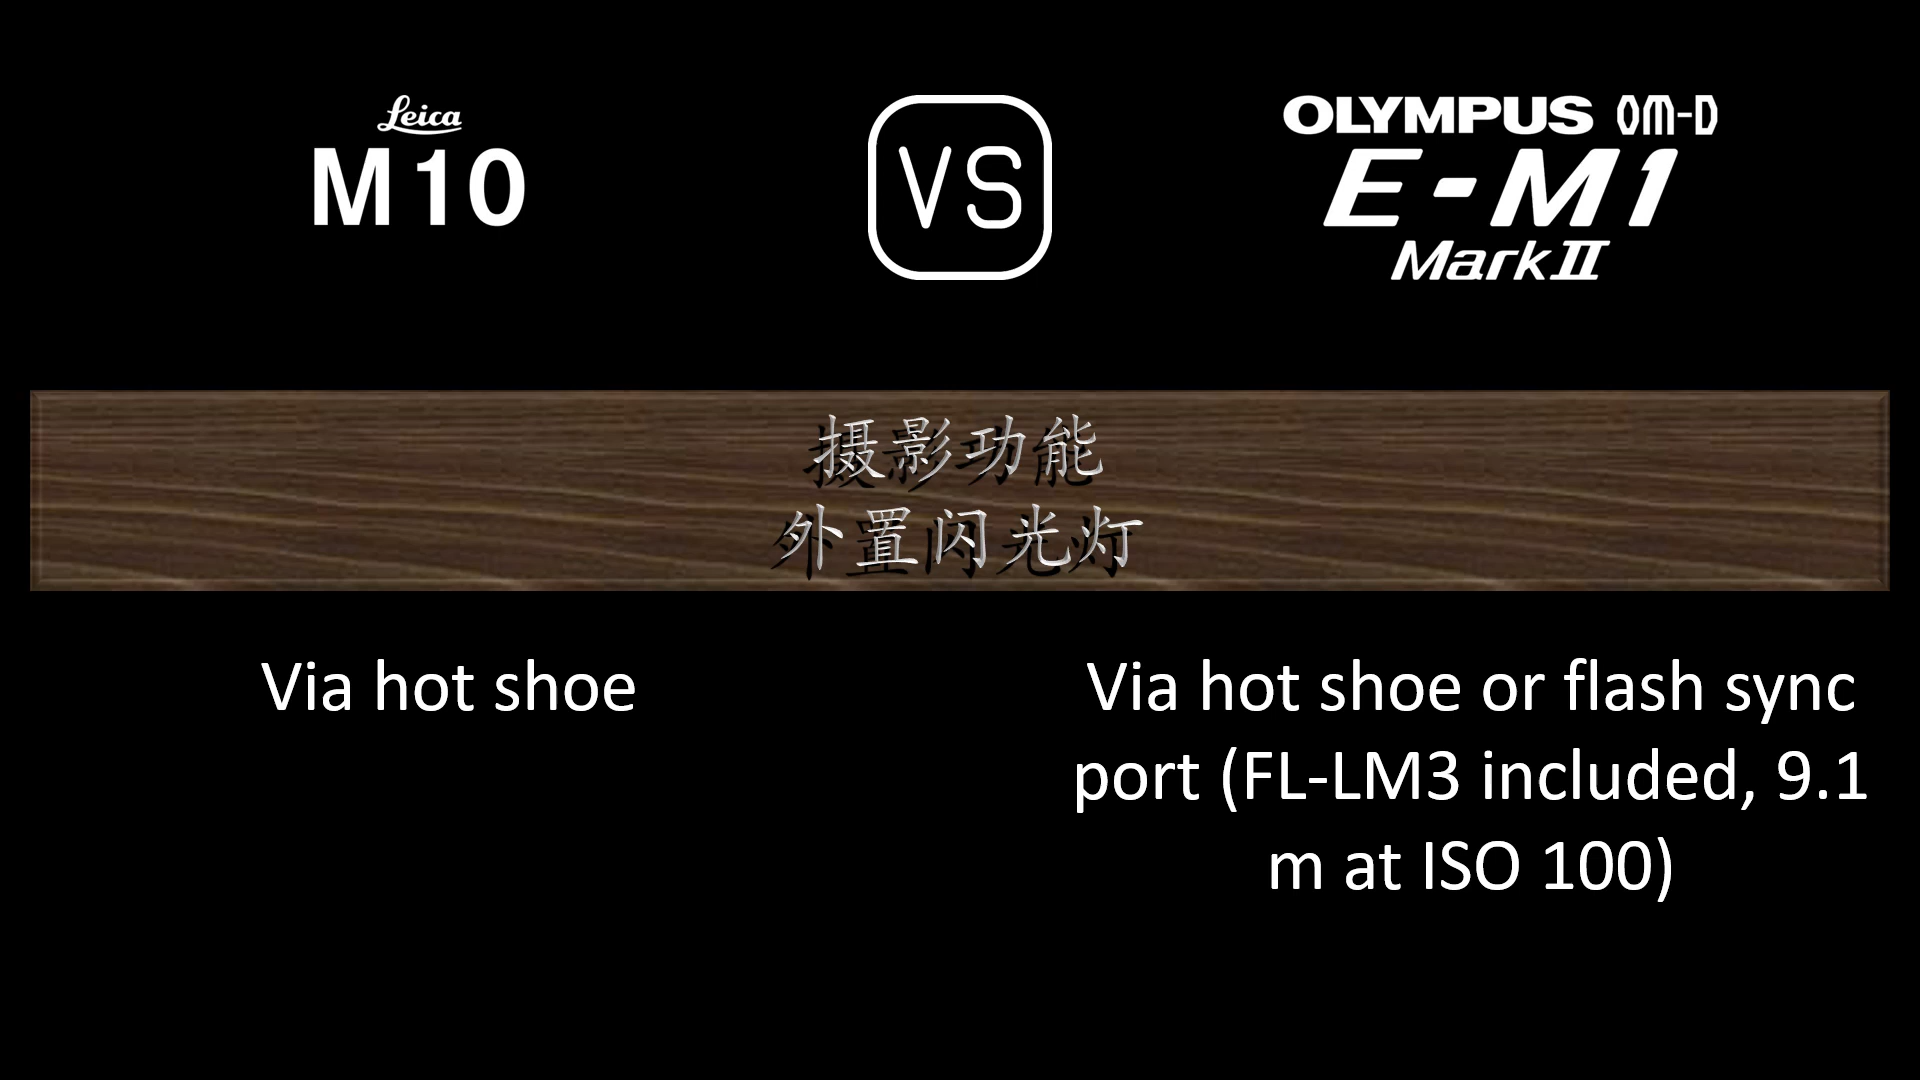 Leica
M10
VS
OLYMPUS OM-D
E-M1
Mark II
摄影功能
外置闪光灯
Via hot shoe
Via hot shoe or flash sync
port (FL-LM3 included, 9.1
m at ISO 100)